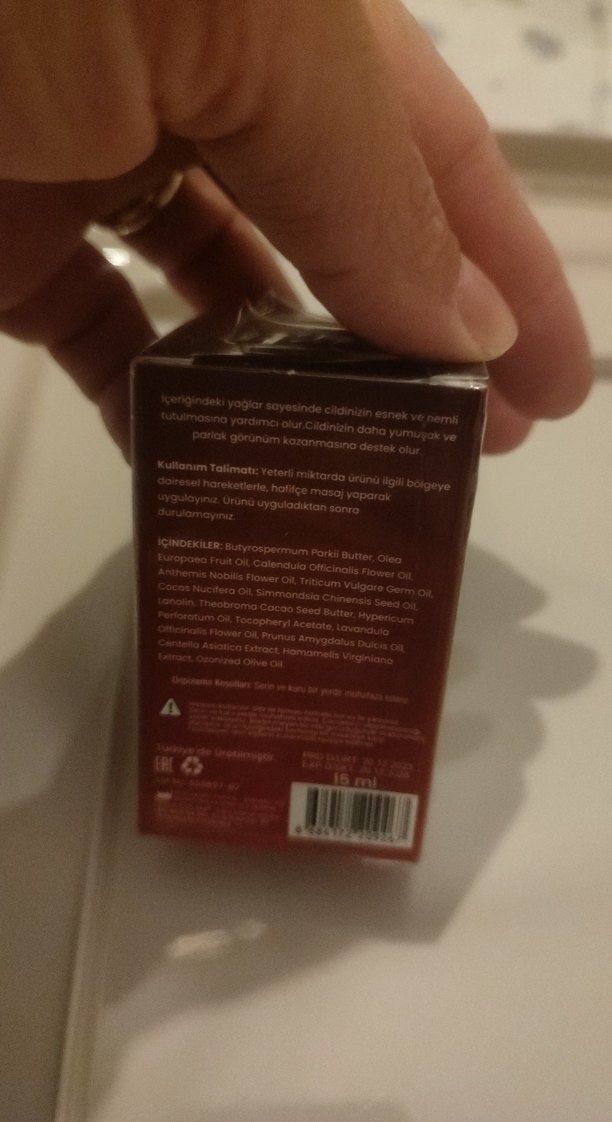 İçeriğindeki yağlar sayesinde cildinizin esnek ve nemli
tutulmasına yardımcı olur.Cildinizin daha yumuşak ve
parlak görünüm kazanmasına destek olur.
Kullanım Talimatı: Yeterli miktarda ürünü ilgili bölgeye
dairesel hareketlerle, hafifçe masaj yaparak
uygulayınız. Ürünü uyguladıktan sonra
durulamayınız.
İÇİNDEKİLER: Butyrospermum Parkii Butter, Olea
Europaea Fruit Oil, Calendula Officinalis Flower Oil,
Anthemis Nobilis Flower Oil, Triticum Vulgare Germ Oil,
Cocos Nucifera Oil, Simmondsia Chinensis Seed Oil,
Lanolin, Theobroma Cacao Seed Butter, Hypericum
Perforatum Oil, Tocopheryl Acetate, Lavandula
Officinalis Flower Oil, Prunus Amygdalus Dulcis Oil,
Centella Asiatica Extract, Hamamelis Virginiana
Extract, Ozonized Olive Oil.
Depolama Koşulları: Serin ve kuru bir yerde muhafaza ediniz.
Türkiye'de Üretilmiştir
EAC
15 ml